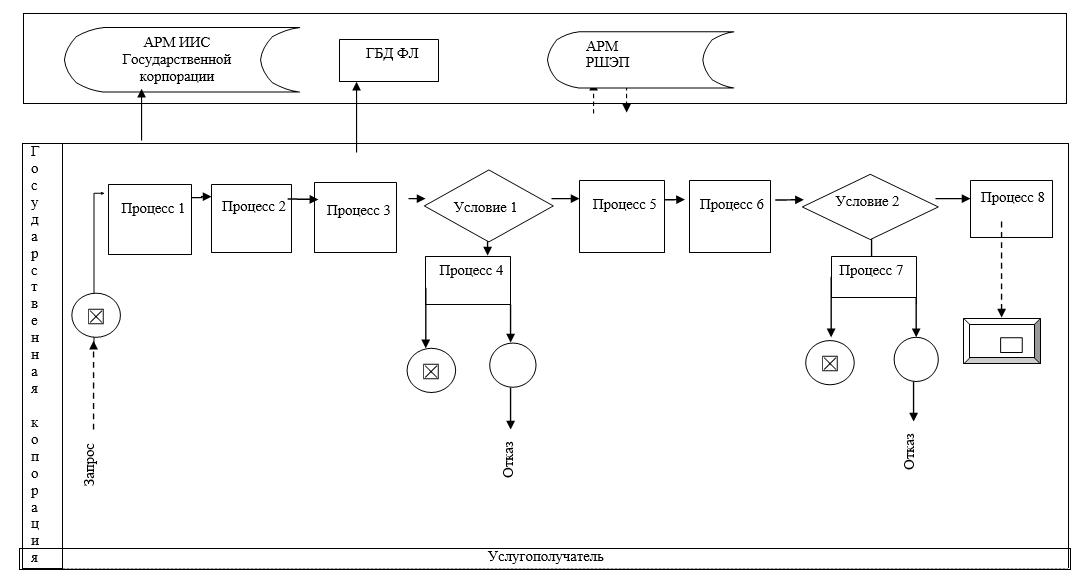 АРМ ИИС
Государственной
корпорации
ГБД ФЛ
АРМ
РШЭП
Государственная копорация
Процесс 1
Процесс 2
Процесс 3
Условие 1
Процесс 5
Процесс 6
Условие 2
Процесс 8
Процесс 4
Процесс 7
Запрос
Отказ
Отказ
Услугополучатель